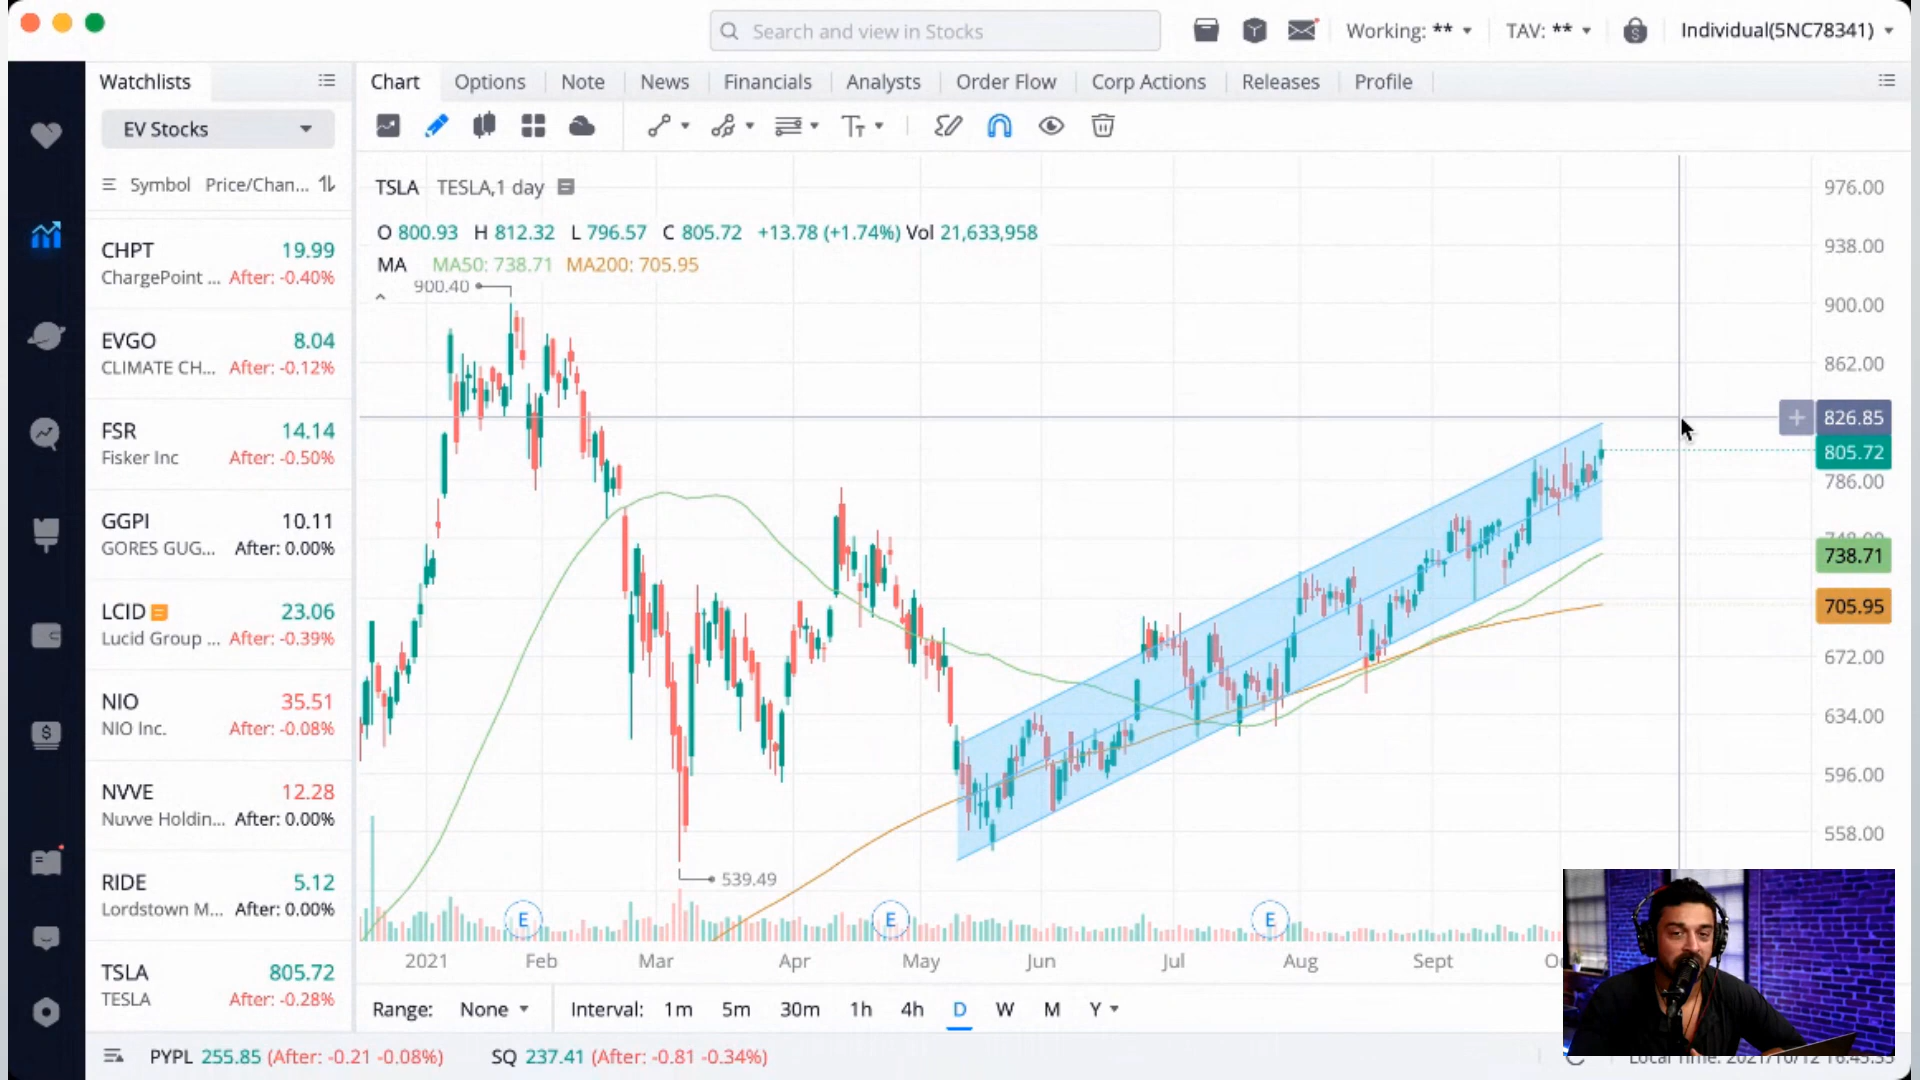 Search and view in Stocks
Working: ** TAV: ** Individual(5NC78341)
Watchlists
Chart Options Note News Financials Analysts Order Flow Corp Actions Releases Profile
EV Stocks
Symbol Price/Chan...
CHPT 19.99
ChargePoint ... After: -0.40%
EVGO 8.04
CLIMATE CH... After: -0.12%
FSR 14.14
Fisker Inc After: -0.50%
GGPI 10.11
GORES GUG... After: 0.00%
LCID 23.06
Lucid Group ... After: -0.39%
NIO 35.51
NIO Inc. After: -0.08%
NVVE 12.28
Nuvve Holdin... After: 0.00%
RIDE 5.12
Lordstown M... After: 0.00%
TSLA 805.72
TESLA After: -0.28%
TSLA TESLA,1 day
O 800.93 H 812.32 L 796.57 C 805.72 +13.78 (+1.74%) Vol 21,633,958
MA MA50: 738.71 MA200: 705.95
900.40
539.49
976.00
938.00
900.00
862.00
826.85
805.72
786.00
738.71
705.95
672.00
634.00
596.00
558.00
E E E
2021 Feb Mar Apr May Jun Jul Aug Sept
Range: None Interval: 1m 5m 30m 1h 4h D W M Y
PYPL 255.85 (After: -0.21 -0.08%) SQ 237.41 (After: -0.81 -0.34%)